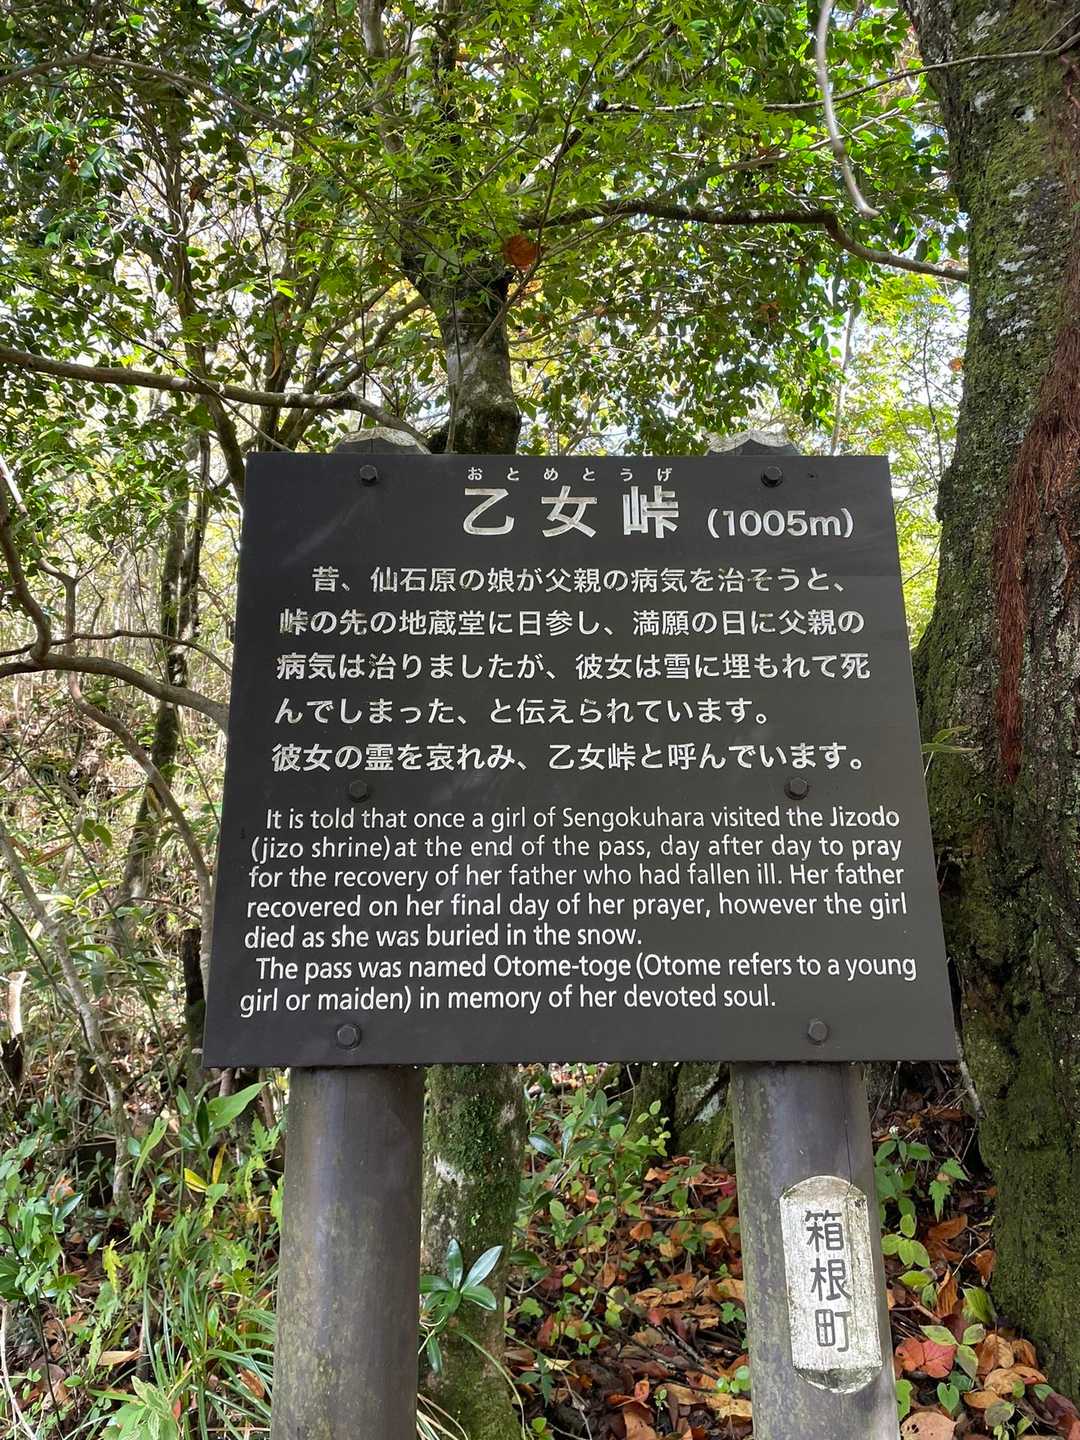 おとめとうげ
乙女峠 (1005m)
昔、仙石原の娘が父親の病気を治そうと、
峠の先の地蔵堂に日参し、満願の日に父親の
病気は治りましたが、彼女は雪に埋もれて死
んでしまった、と伝えられています。
彼女の霊を哀れみ、乙女峠と呼んでいます。
It is told that once a girl of Sengokuhara visited the Jizodo
(jizo shrine) at the end of the pass, day after day to pray
for the recovery of her father who had fallen ill. Her father
recovered on her final day of her prayer, however the girl
died as she was buried in the snow.
The pass was named Otome-toge (Otome refers to a young
girl or maiden) in memory of her devoted soul.
箱根町